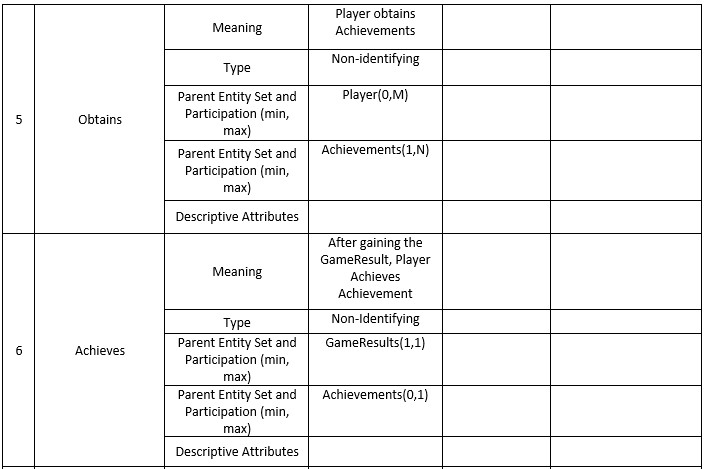 5
Obtains
Meaning
Player obtains
Achievements
Type
Non-identifying
Parent Entity Set and
Participation (min,
max)
Player(0,M)
Parent Entity Set and
Participation (min,
max)
Achievements(1,N)
Descriptive Attributes
6
Achieves
Meaning
After gaining the
GameResult, Player
Achieves
Achievement
Type
Non-Identifying
Parent Entity Set and
Participation (min,
max)
GameResults(1,1)
Parent Entity Set and
Participation (min,
max)
Achievements(0,1)
Descriptive Attributes